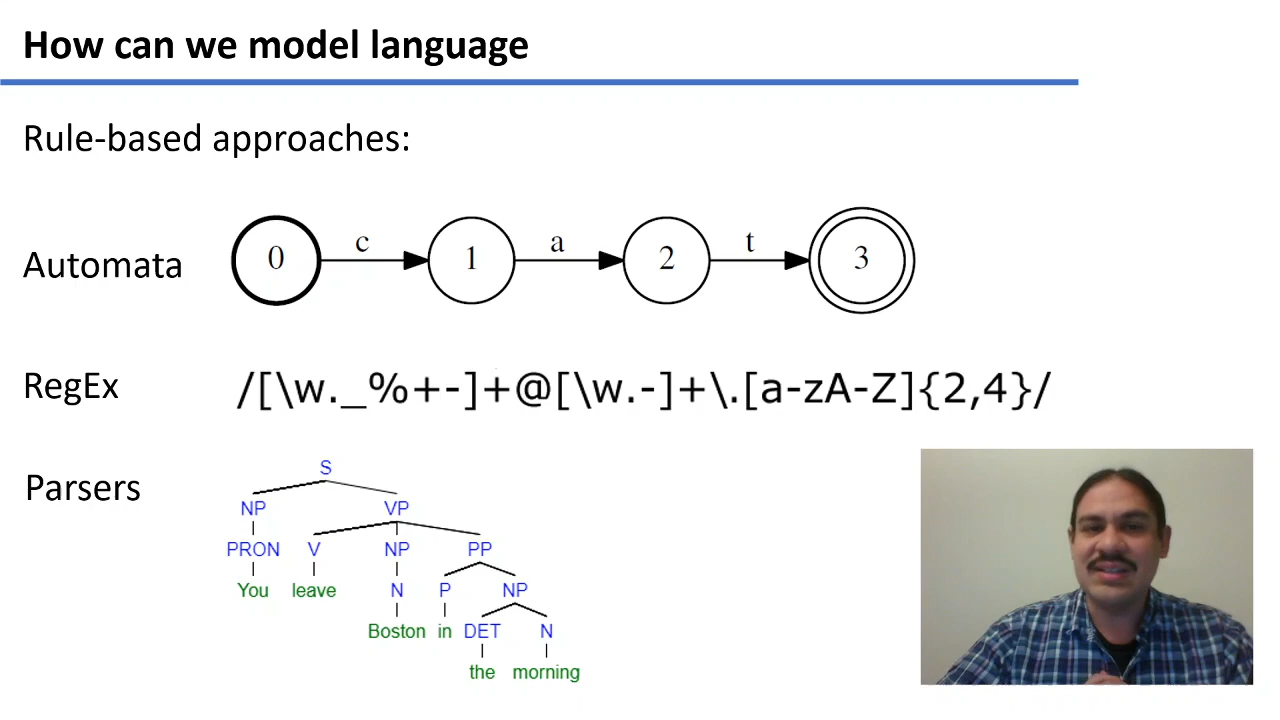 How can we model language
Rule-based approaches:
Automata 0 c 1 a 2 t 3
RegEx /[\w._%+-]+@[\w.-]+\.[a-zA-Z]{2,4}/
Parsers
S
NP VP
PRON V NP PP
You leave N P NP
Boston in DET N
the morning